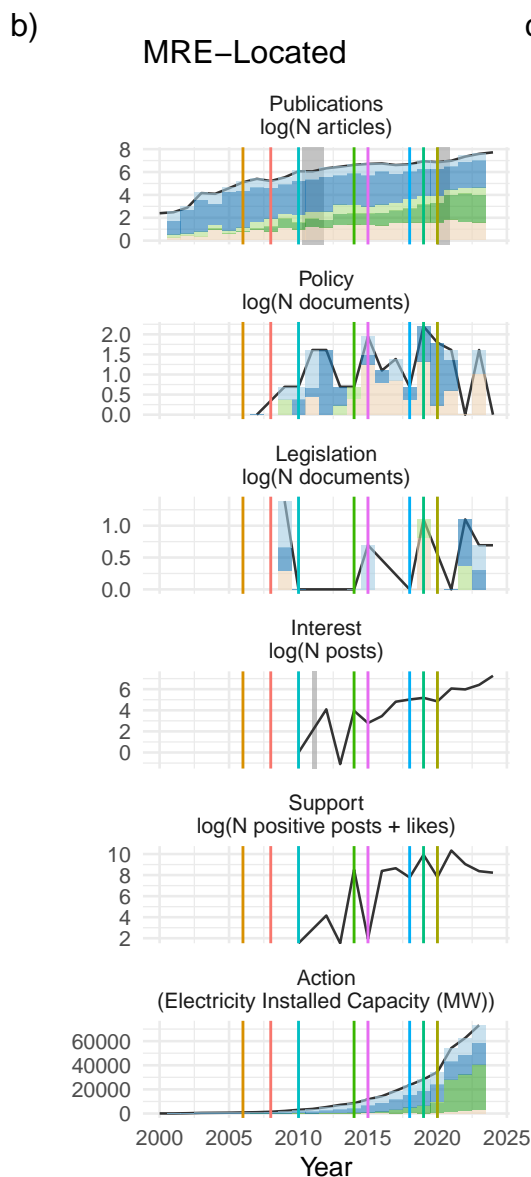 b)
MRE−Located
Publications
log(N articles)
8
6
4
2
0
Policy
log(N documents)
2.0
1.5
1.0
0.5
0.0
Legislation
log(N documents)
1.0
0.5
0.0
Interest
log(N posts)
6
4
2
0
Support
log(N positive posts + likes)
10
8
6
4
2
Action
(Electricity Installed Capacity (MW))
60000
40000
20000
0
2000 2005 2010 2015 2020 2025
Year